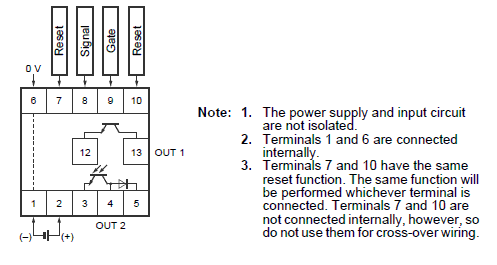 Reset
Signal
Gate
Reset
0 V
6 7 8 9 10
12 13 OUT 1
1 2 3 4 5
OUT 2
(−) (+)
Note: 1. The power supply and input circuit
are not isolated.
2. Terminals 1 and 6 are connected
internally.
3. Terminals 7 and 10 have the same
reset function. The same function will
be performed whichever terminal is
connected. Terminals 7 and 10 are
not connected internally, however, so
do not use them for cross-over wiring.